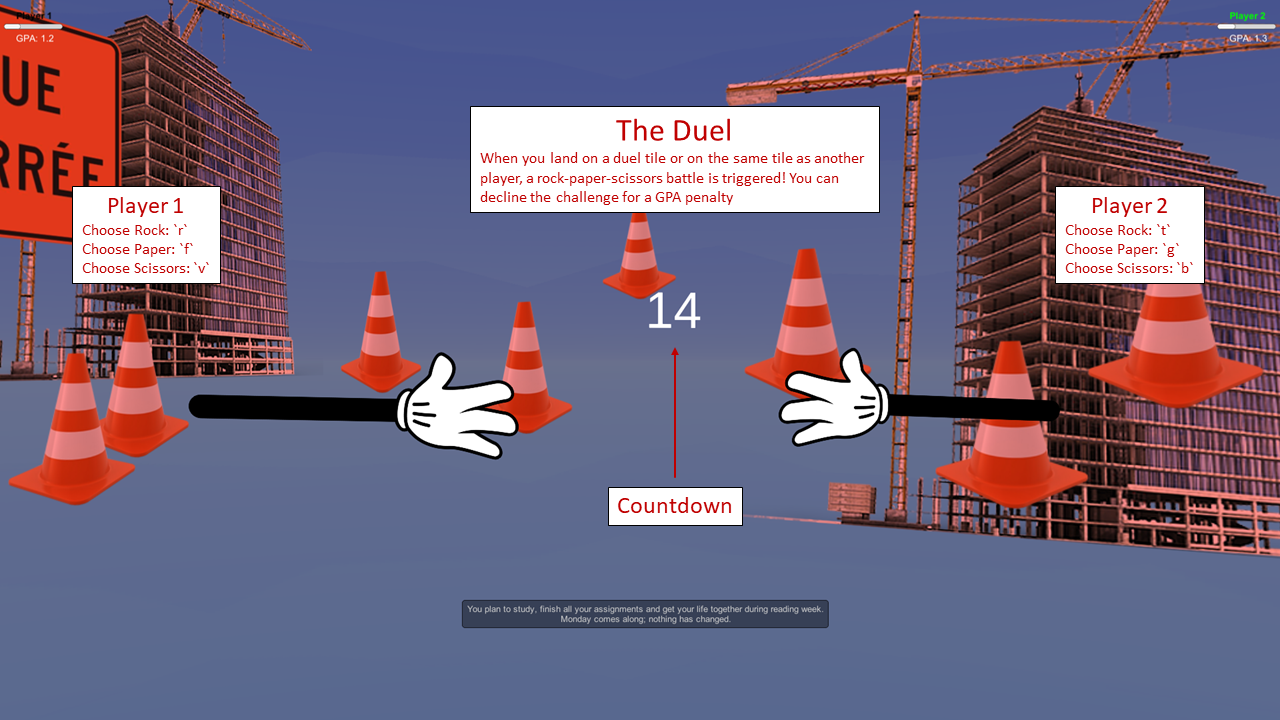 Player 1
GPA: 1.2
Player 2
GPA: 1.3
UE
RRÉE
The Duel
When you land on a duel tile or on the same tile as another
player, a rock-paper-scissors battle is triggered! You can
decline the challenge for a GPA penalty
Player 1
Choose Rock: `r`
Choose Paper: `f`
Choose Scissors: `v`
Player 2
Choose Rock: `t`
Choose Paper: `g`
Choose Scissors: `b`
14
Countdown
You plan to study, finish all your assignments and get your life together during reading week.
Monday comes along; nothing has changed.